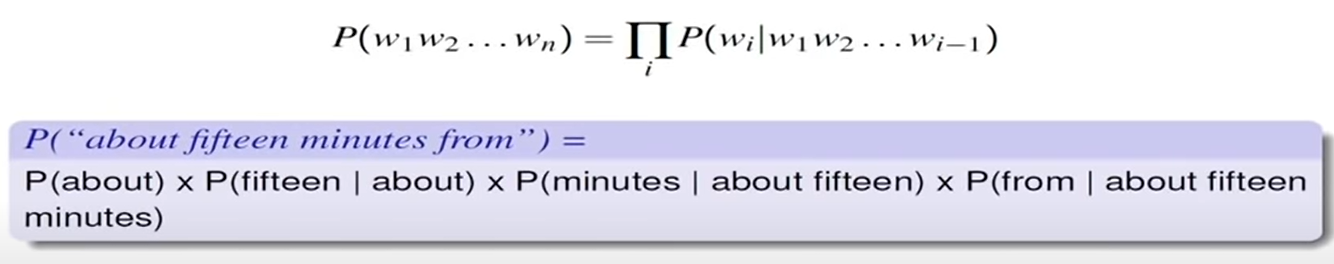 P(w₁w₂ … wₙ) = ∏ᵢ P(wᵢ|w₁w₂ … wᵢ₋₁)
P(“about fifteen minutes from”) =
P(about) x P(fifteen | about) x P(minutes | about fifteen) x P(from | about fifteen
minutes)